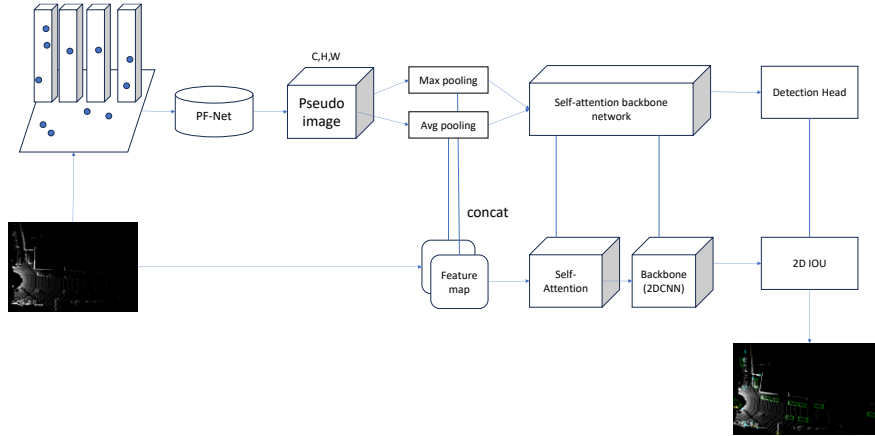 C,H,W
PF-Net
Pseudo
image
Max pooling
Avg pooling
Self-attention backbone
network
Detection Head
concat
Feature
map
Self-
Attention
Backbone
(2DCNN)
2D IOU